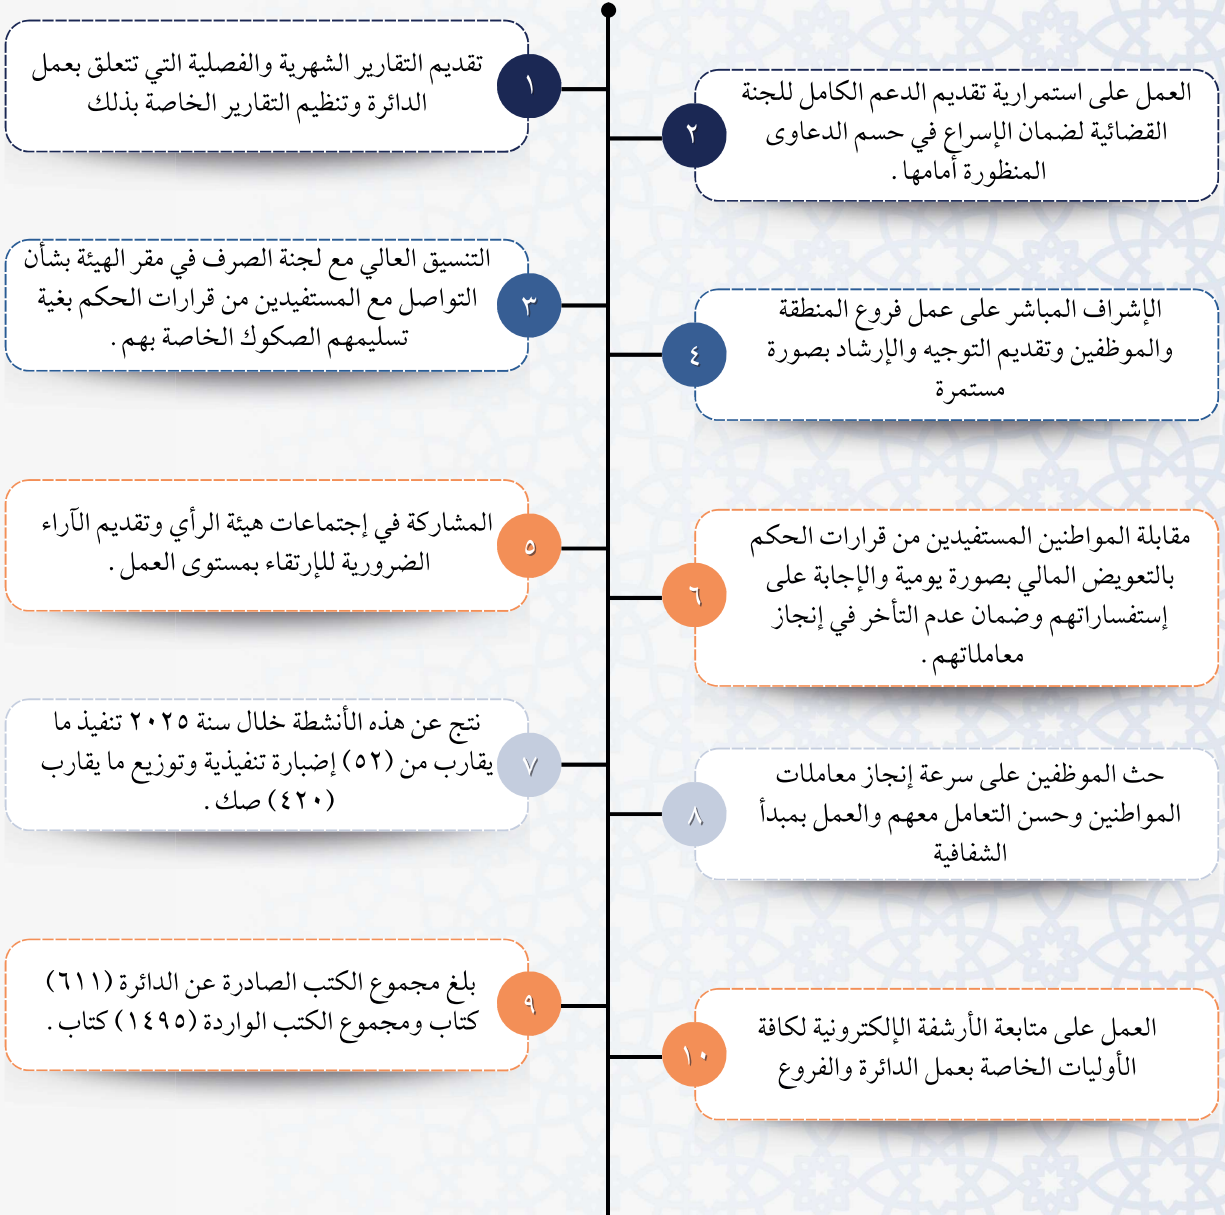 ١
تقديم التقارير الشهرية والفصلية التي تتعلق بعمل
الدائرة وتنظيم التقارير الخاصة بذلك
٢
العمل على استمرارية تقديم الدعم الكامل للجنة
القضائية لضمان الإسراع في حسم الدعاوى
المنظورة أمامها .
٣
التنسيق العالي مع لجنة الصرف في مقر الهيئة بشأن
التواصل مع المستفيدين من قرارات الحكم بغية
تسليمهم الصكوك الخاصة بهم .
٤
الإشراف المباشر على عمل فروع المنطقة
والموظفين وتقديم التوجيه والإرشاد بصورة
مستمرة
٥
المشاركة في إجتماعات هيئة الرأي وتقديم الآراء
الضرورية للإرتقاء بمستوى العمل .
٦
مقابلة المواطنين المستفيدين من قرارات الحكم
بالتعويض المالي بصورة يومية والإجابة على
إستفساراتهم وضمان عدم التأخر في إنجاز
معاملاتهم .
٧
نتج عن هذه الأنشطة خلال سنة ٢٠٢٥ تنفيذ ما
يقارب من (٥٢) إضبارة تنفيذية وتوزيع ما يقارب
(٤٢٠) صك .
٨
حث الموظفين على سرعة إنجاز معاملات
المواطنين وحسن التعامل معهم والعمل بمبدأ
الشفافية
٩
بلغ مجموع الكتب الصادرة عن الدائرة (٦١١)
كتاب ومجموع الكتب الواردة (١٤٩٥) كتاب .
١٠
العمل على متابعة الأرشفة الإلكترونية لكافة
الأوليات الخاصة بعمل الدائرة والفروع